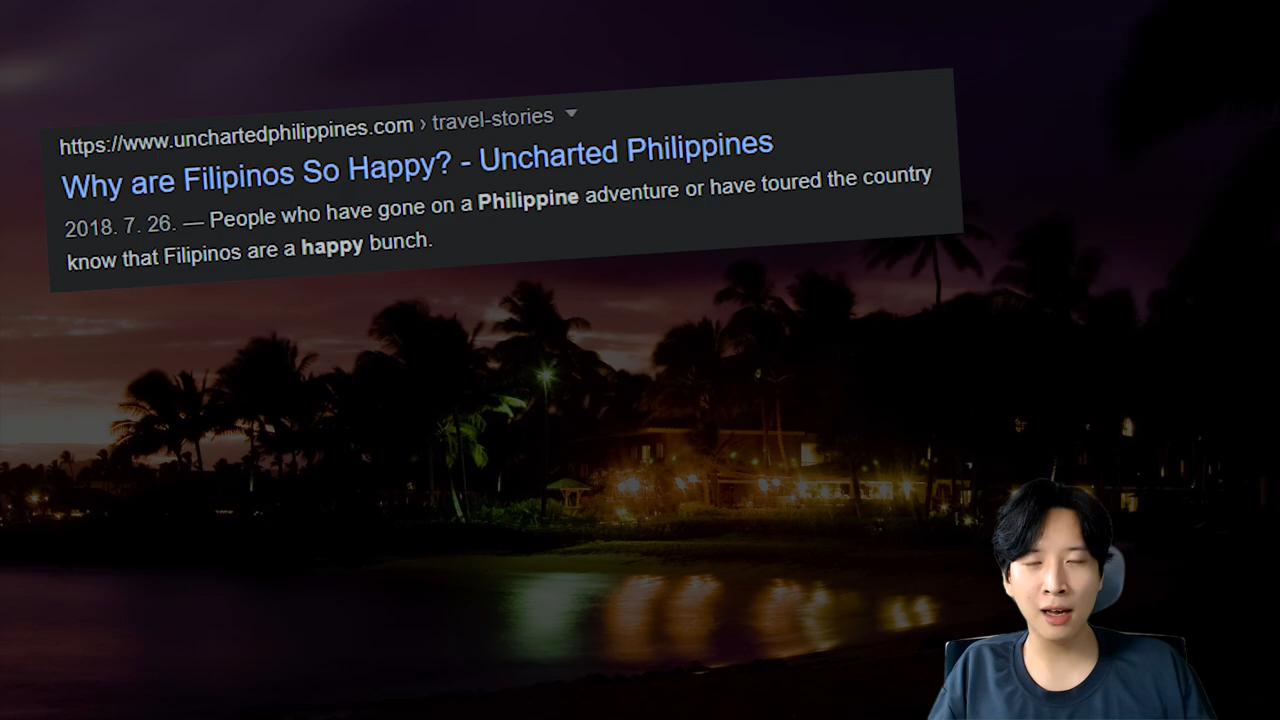 https://www.unchartedphilippines.com › travel-stories
Why are Filipinos So Happy? - Uncharted Philippines
2018. 7. 26. — People who have gone on a Philippine adventure or have toured the country
know that Filipinos are a happy bunch.